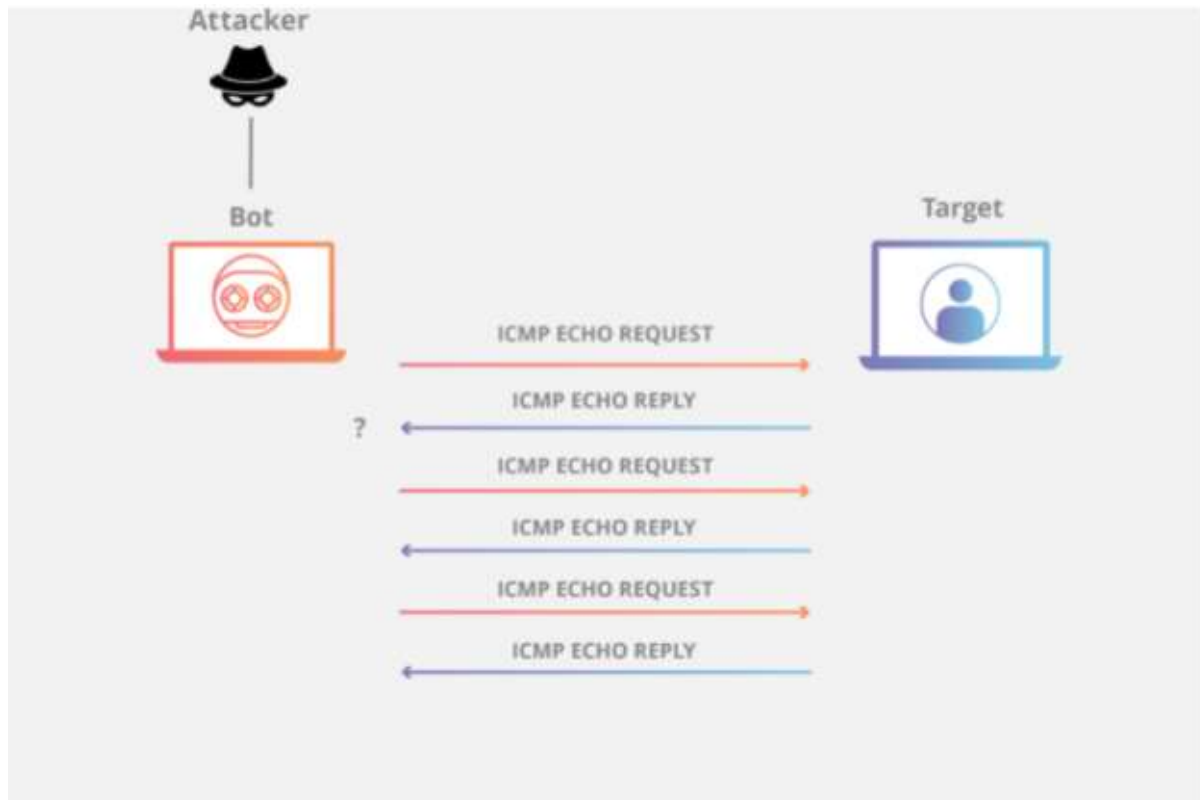 Attacker
Bot
Target
ICMP ECHO REQUEST
ICMP ECHO REPLY
?
ICMP ECHO REQUEST
ICMP ECHO REPLY
ICMP ECHO REQUEST
ICMP ECHO REPLY